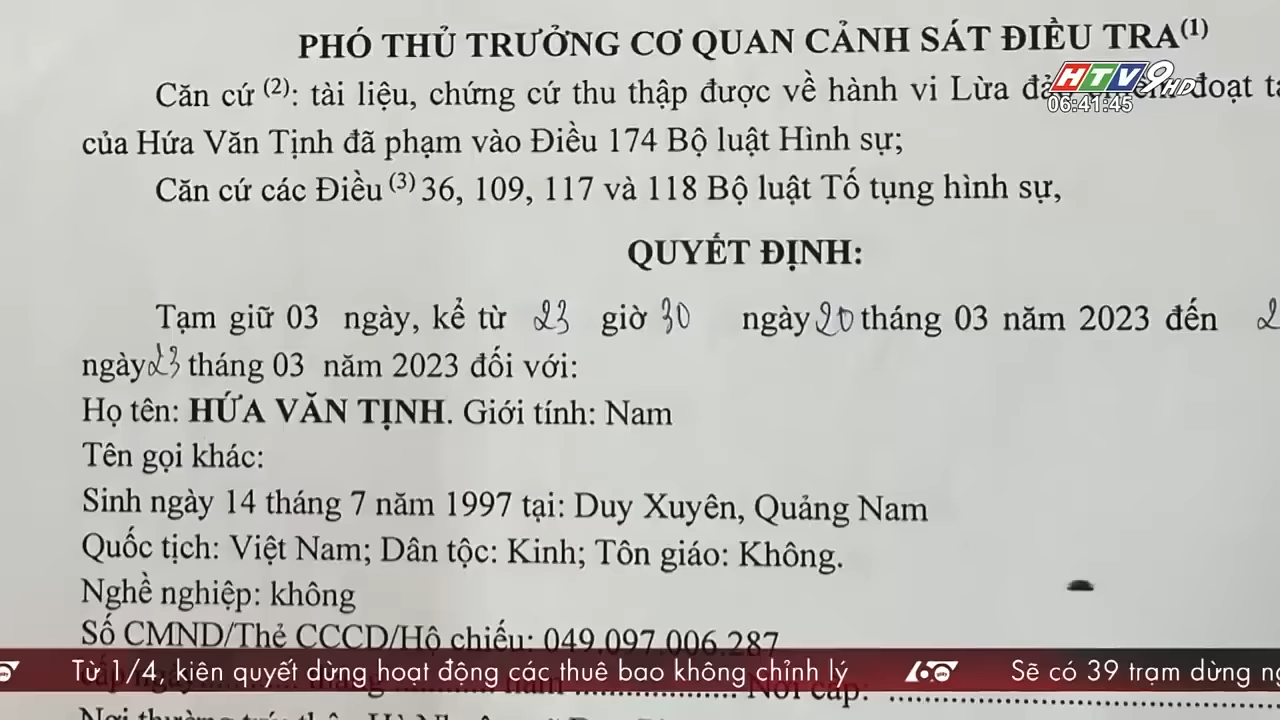 PHÓ THỦ TRƯỞNG CƠ QUAN CẢNH SÁT ĐIỀU TRA(1)
HTV9 HD
06:41:45
Căn cứ (2): tài liệu, chứng cứ thu thập được về hành vi Lừa đảo đoạt
của Hứa Văn Tịnh đã phạm vào Điều 174 Bộ luật Hình sự;
Căn cứ các Điều (3) 36, 109, 117 và 118 Bộ luật Tố tụng hình sự,
QUYẾT ĐỊNH:
Tạm giữ 03 ngày, kể từ 23 giờ 30 ngày 20 tháng 03 năm 2023 đến
ngày 23 tháng 03 năm 2023 đối với:
Họ tên: HỨA VĂN TỊNH. Giới tính: Nam
Tên gọi khác:
Sinh ngày 14 tháng 7 năm 1997 tại: Duy Xuyên, Quảng Nam
Quốc tịch: Việt Nam; Dân tộc: Kinh; Tôn giáo: Không.
Nghề nghiệp: không
Số CMND/Thẻ CCCD/Hộ chiếu: 049.097.006.287
Từ 1/4, kiên quyết dừng hoạt động các thuê bao không chỉnh lý 60 Sẽ có 39 trạm dừng
Nơi cấp: